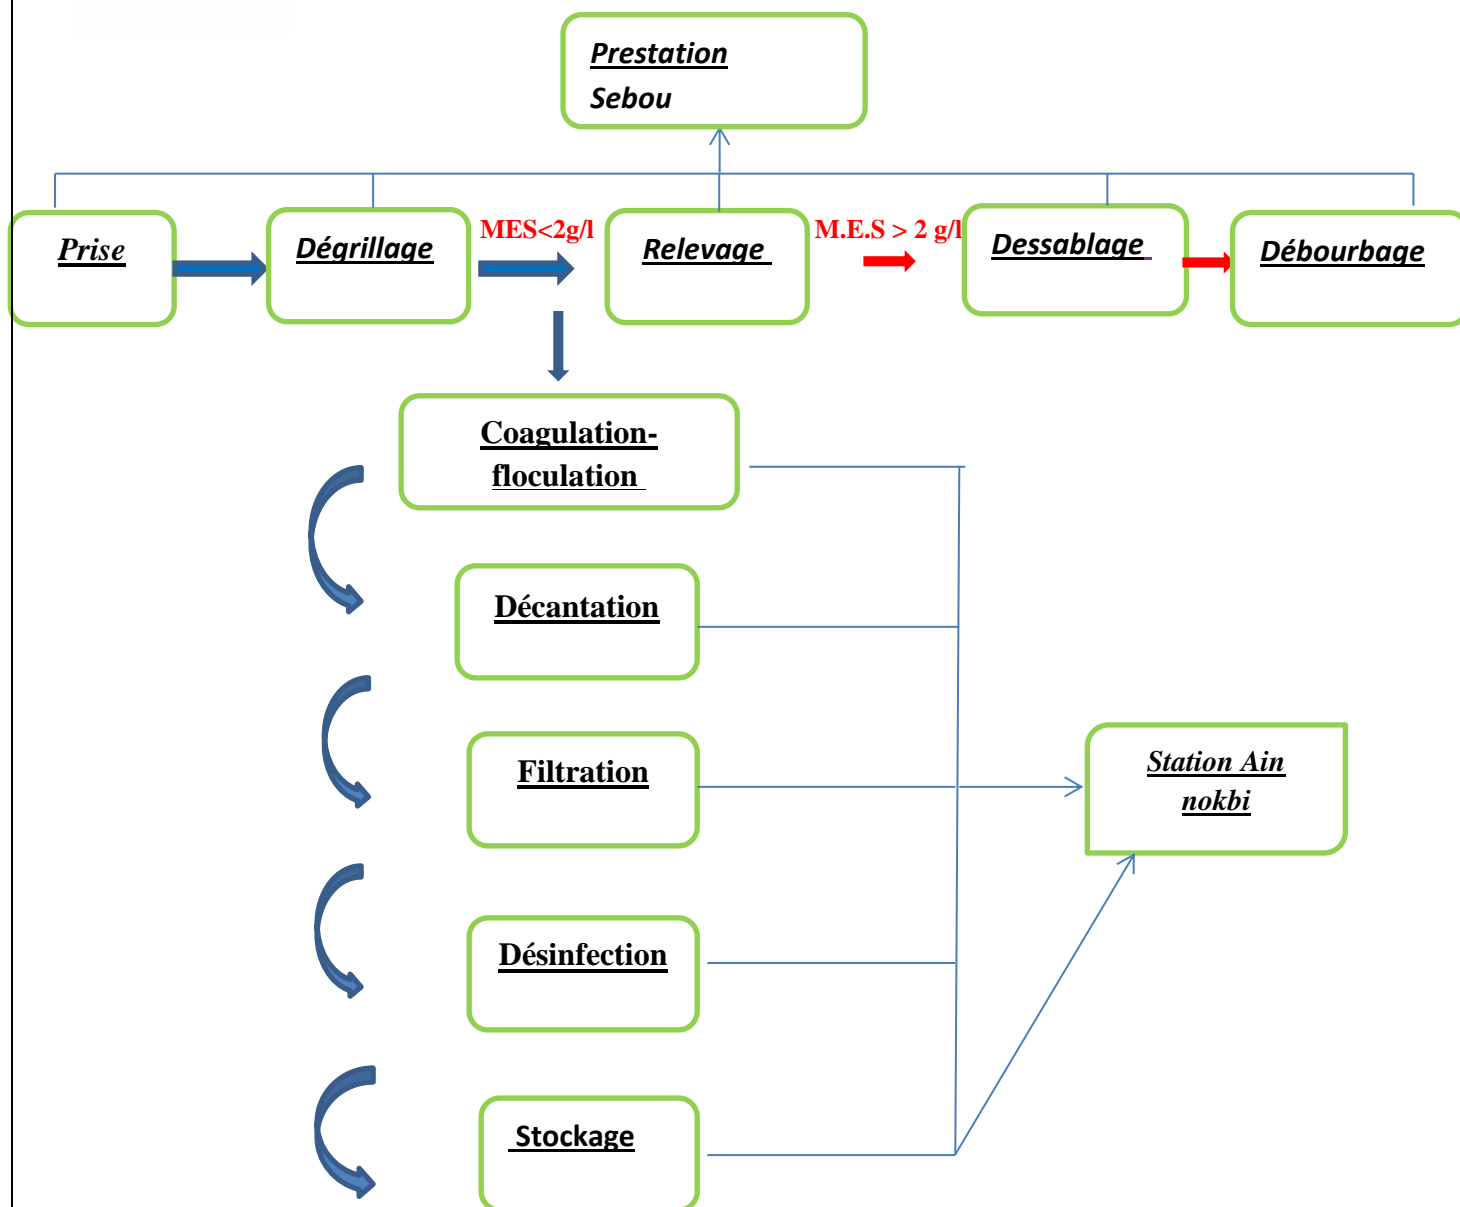 Prestation
Sebou
Prise
Dégrillage
MES<2g/l
Relevage
M.E.S > 2 g/l
Dessablage
Débourbage
Coagulation-
floculation
Décantation
Filtration
Station Ain
nokbi
Désinfection
Stockage